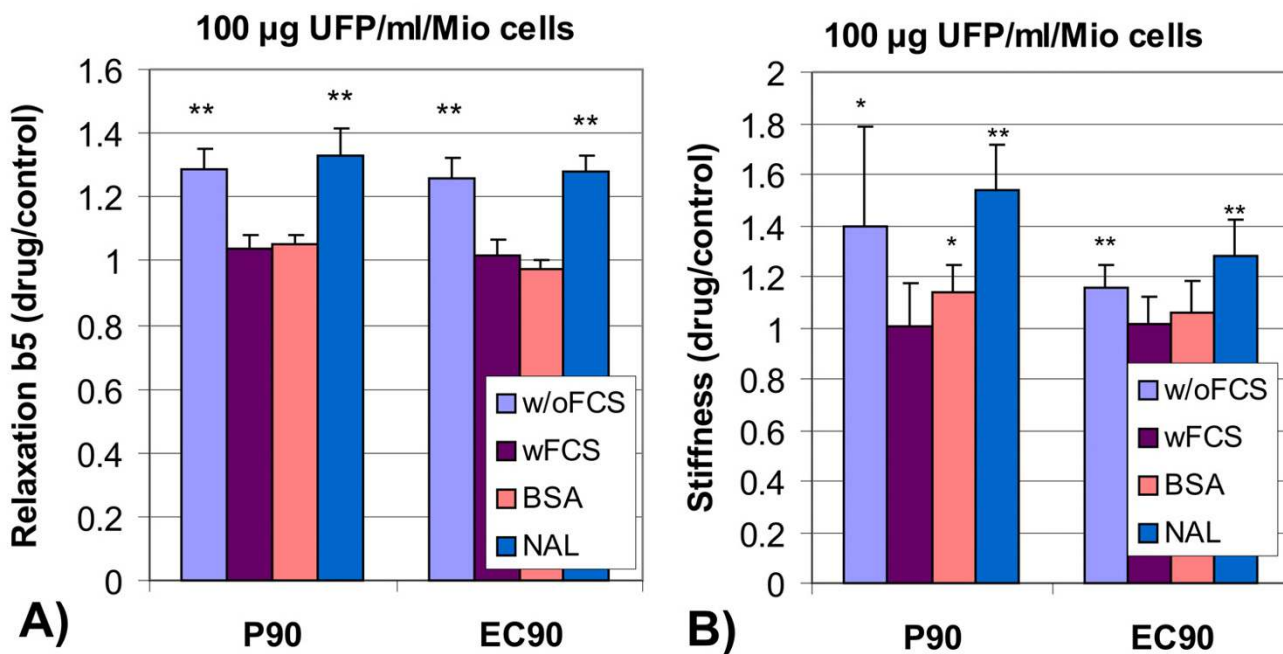 100 µg UFP/ml/Mio cells
Relaxation b5 (drug/control)
1.6
1.4
1.2
1
0.8
0.6
0.4
0.2
0
** ** ** **
w/oFCS
wFCS
BSA
NAL
P90 EC90
A)
100 µg UFP/ml/Mio cells
Stiffness (drug/control)
2
1.8
1.6
1.4
1.2
1
0.8
0.6
0.4
0.2
0
* * ** ** **
w/oFCS
wFCS
BSA
NAL
P90 EC90
B)